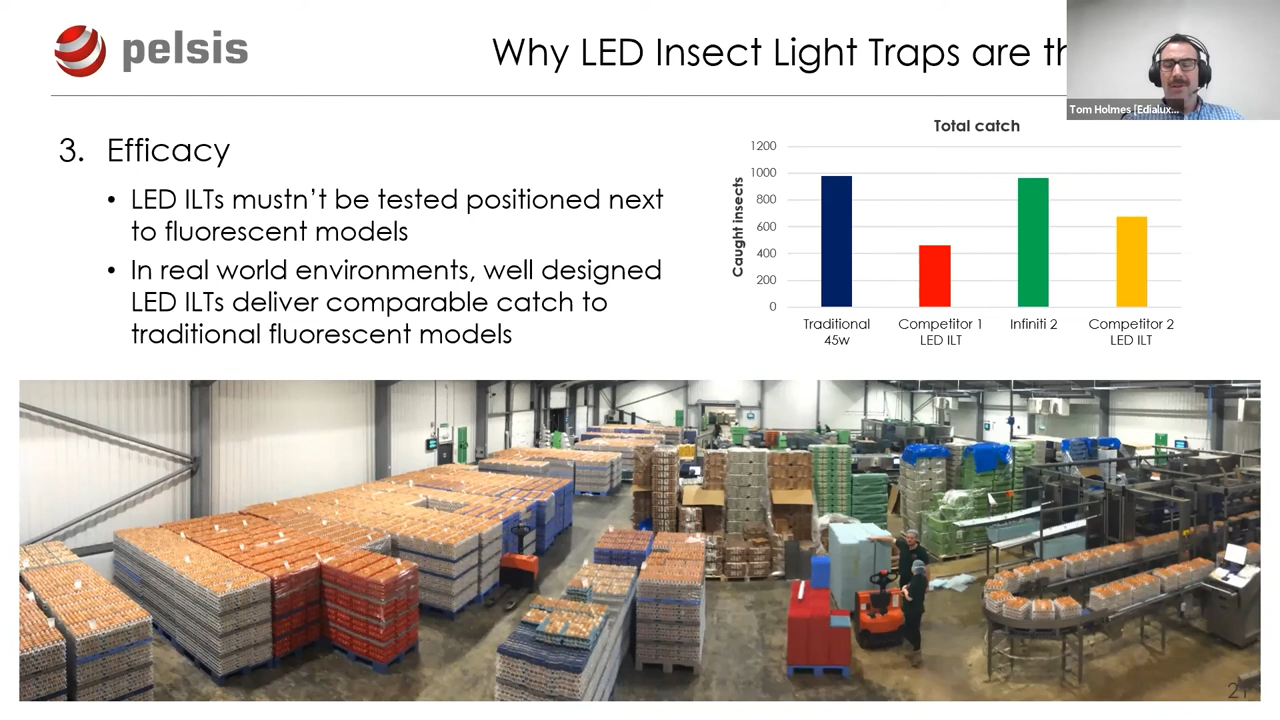 pelsis
Why LED Insect Light Traps are th
Tom Holmes [Edialux...
3. Efficacy
• LED ILTs mustn’t be tested positioned next
to fluorescent models
• In real world environments, well designed
LED ILTs deliver comparable catch to
traditional fluorescent models
Total catch
Caught insects
1200
1000
800
600
400
200
0
Traditional
45w
Competitor 1
LED ILT
Infiniti 2
Competitor 2
LED ILT